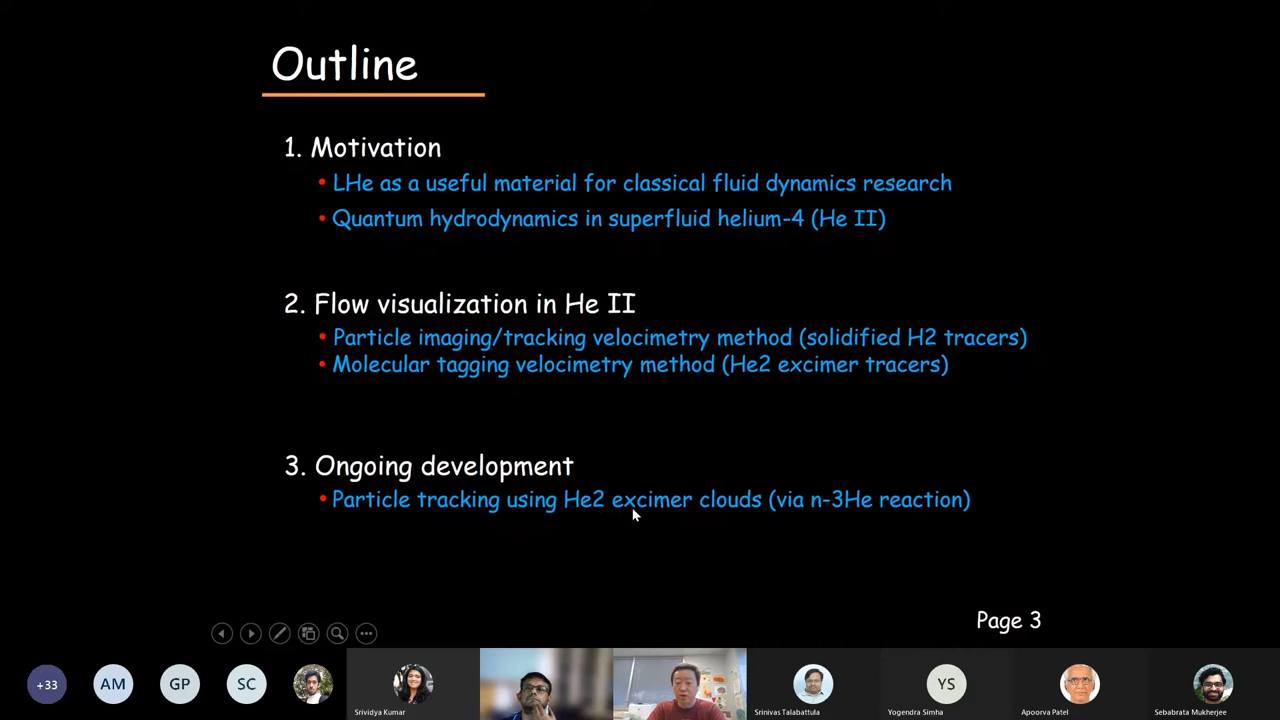 Outline
1. Motivation
• LHe as a useful material for classical fluid dynamics research
• Quantum hydrodynamics in superfluid helium-4 (He II)
2. Flow visualization in He II
• Particle imaging/tracking velocimetry method (solidified H2 tracers)
• Molecular tagging velocimetry method (He2 excimer tracers)
3. Ongoing development
• Particle tracking using He2 excimer clouds (via n-3He reaction)
Page 3
+33
AM
GP
SC
YS
Srividya Kumar
Srinivas Talabattula
Yogendra Simha
Apoorva Patel
Sebabrata Mukherjee